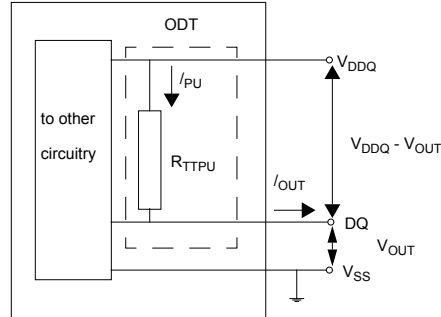 ODT
V_DDQ
I_PU
to other
circuitry
R_TTPU
V_DDQ - V_OUT
I_OUT
DQ
V_OUT
V_SS